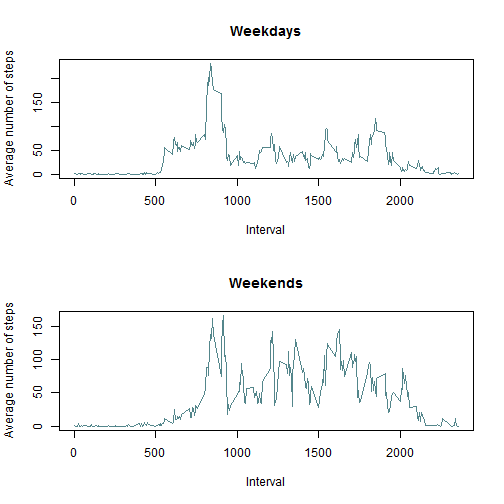 Weekdays
Average number of steps
0 50 150
0 500 1000 1500 2000
Interval
Weekends
Average number of steps
0 50 100 150
0 500 1000 1500 2000
Interval